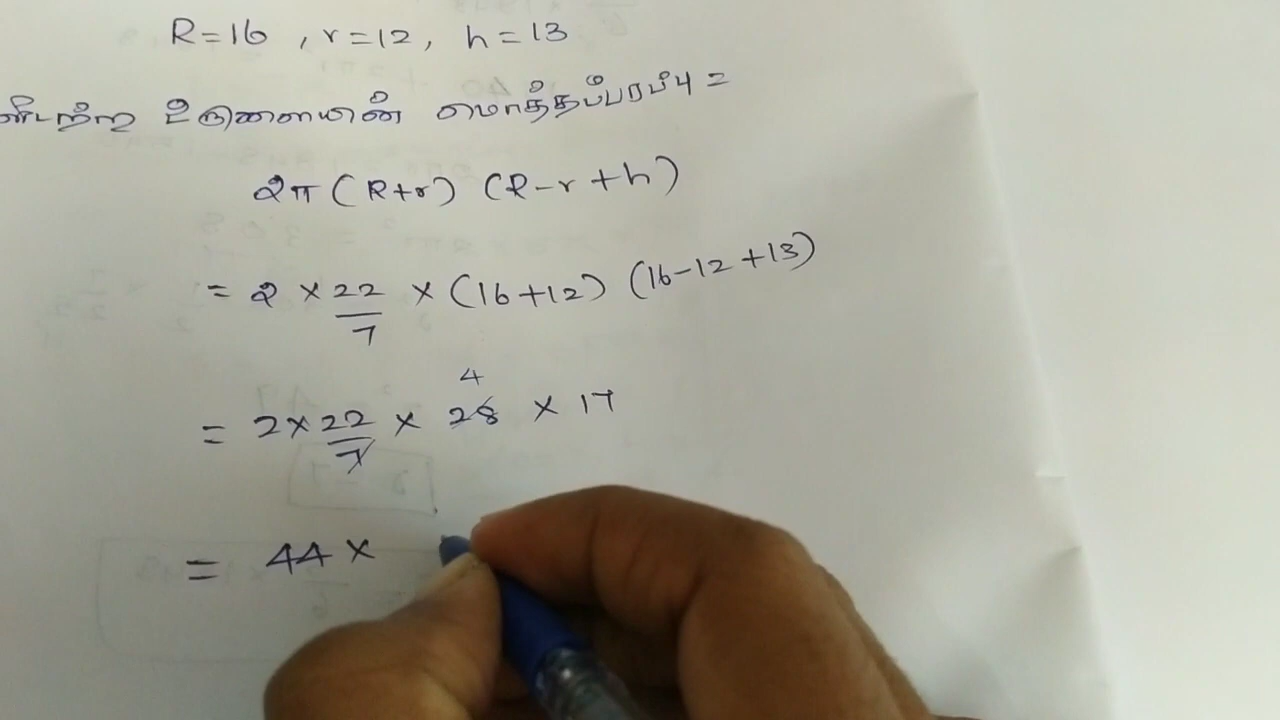 R=16 , r=12, h=13
உருளையின் மொத்தப்பரப்பு =
2π (R+r) (R-r+h)
= 2 × 22/7 × (16+12) (16-12+13)
4
= 2×22/7 × 28 × 17
= 44 ×